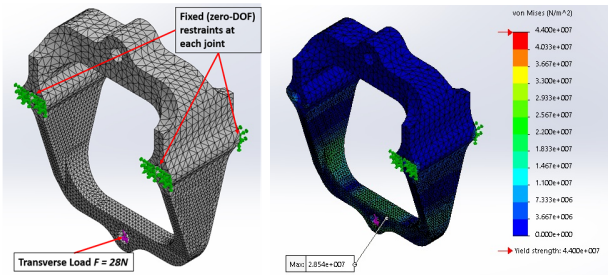 Fixed (zero-DOF)
restraints at
each joint
Transverse Load F = 28N
von Mises (N/m^2)
4.400e+007
4.033e+007
3.667e+007
3.300e+007
2.933e+007
2.567e+007
2.200e+007
1.833e+007
1.467e+007
1.100e+007
7.333e+006
3.667e+006
0.000e+000
Yield strength: 4.400e+007
Max: 2.854e+007